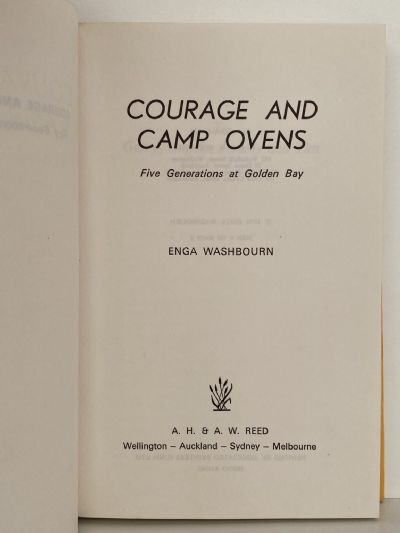 COURAGE AND
CAMP OVENS
Five Generations at Golden Bay
ENGA WASHBOURN
A. H. & A. W. REED
Wellington – Auckland – Sydney – Melbourne